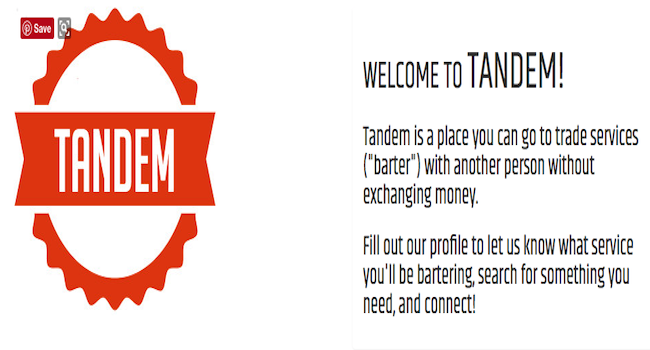 Save
TANDEM
WELCOME TO TANDEM!
Tandem is a place you can go to trade services
("barter") with another person without
exchanging money.
Fill out our profile to let us know what service
you'll be bartering, search for something you
need, and connect!